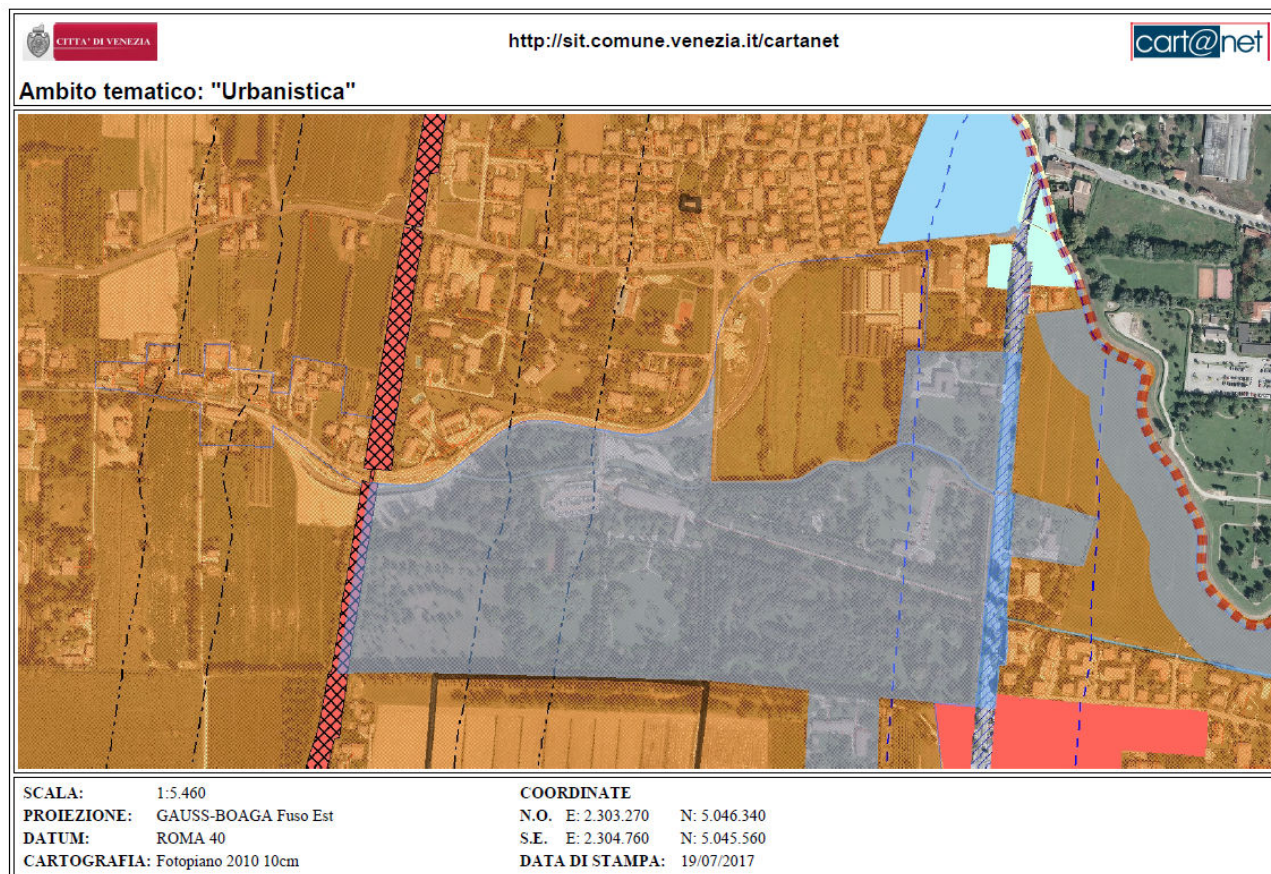 CITTA' DI VENEZIA
http://sit.comune.venezia.it/cartanet
cart@net
Ambito tematico: "Urbanistica"
SCALA: 1:5.460
PROIEZIONE: GAUSS-BOAGA Fuso Est
DATUM: ROMA 40
CARTOGRAFIA: Fotopiano 2010 10cm
COORDINATE
N.O. E: 2.303.270 N: 5.046.340
S.E. E: 2.304.760 N: 5.045.560
DATA DI STAMPA: 19/07/2017